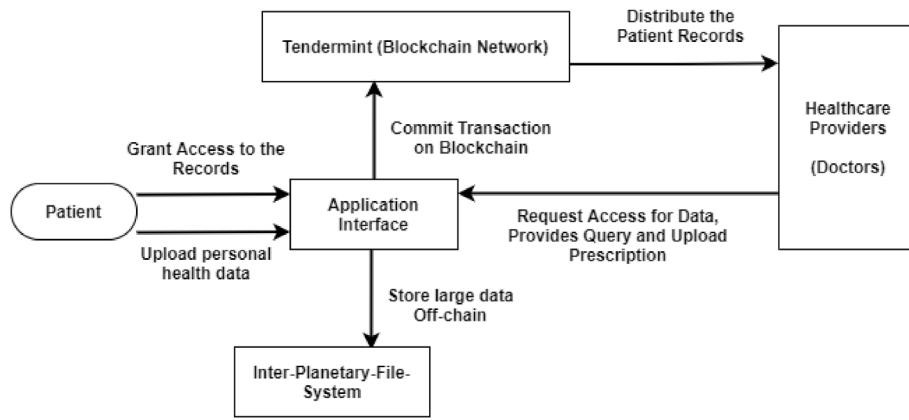 Distribute the
Patient Records
Tendermint (Blockchain Network)
Healthcare
Providers
(Doctors)
Commit Transaction
on Blockchain
Grant Access to the
Records
Patient
Application
Interface
Request Access for Data,
Provides Query and Upload
Prescription
Upload personal
health data
Store large data
Off-chain
Inter-Planetary-File-
System